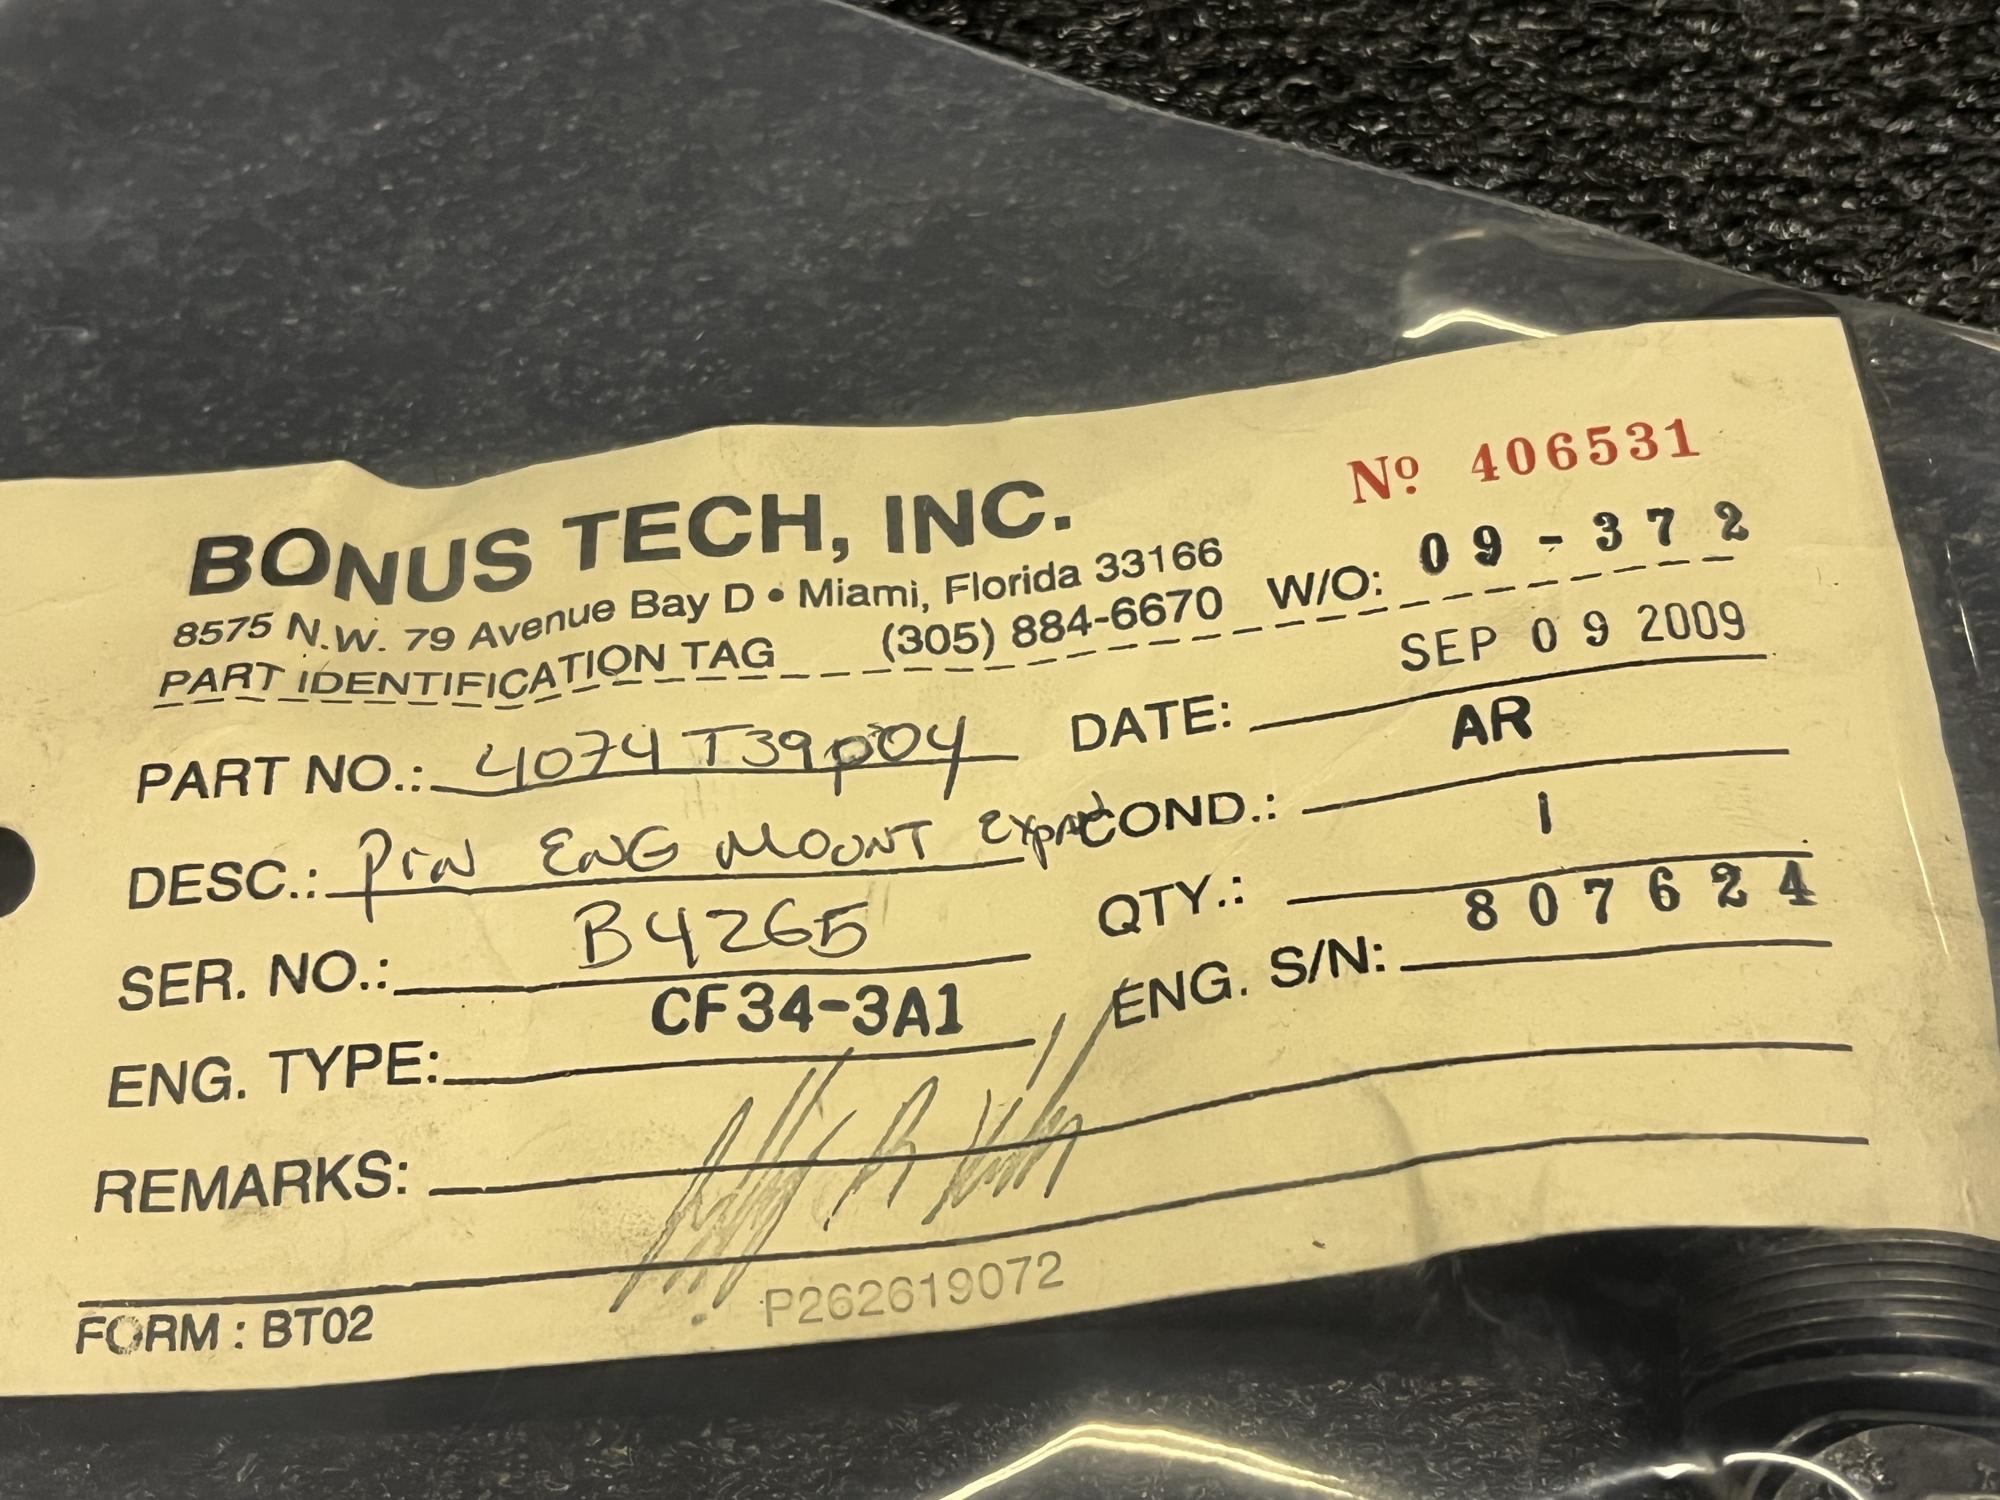 Nº 406531
BONUS TECH, INC.
8575 N.W. 79 Avenue Bay D • Miami, Florida 33166
PART IDENTIFICATION TAG (305) 884-6670 W/O: 09-372
PART NO.: 4074T39p04 DATE: SEP 09 2009
DESC.: PIN ENG MOUNT COND.: AR
SER. NO.: B4265 QTY.: 1
ENG. TYPE: CF34-3A1 ENG. S/N: 807624
REMARKS:
FORM : BT02 P262619072